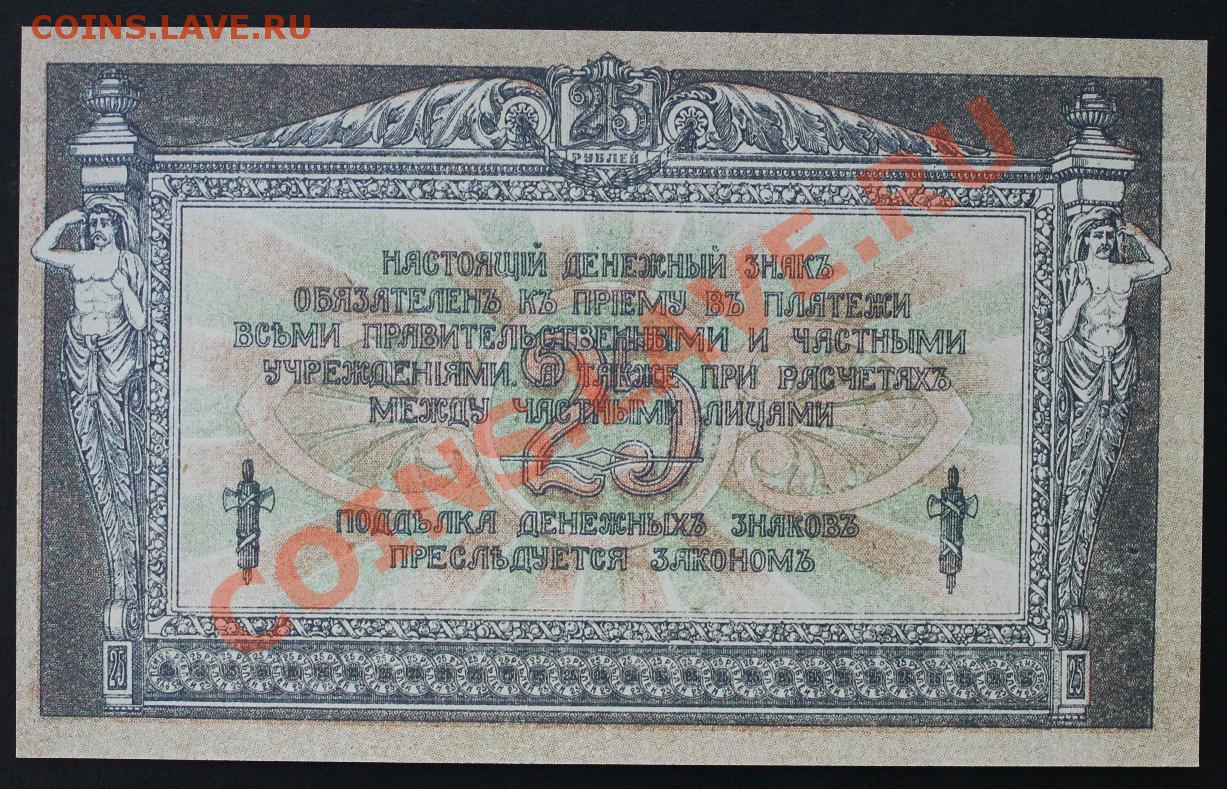 COINS.LAVE.RU
25
РУБЛЕЙ
НАСТОЯЩІЙ ДЕНЕЖНЫЙ ЗНАКЪ
ОБЯЗАТЕЛЕНЪ КЪ ПРІЕМУ ВЪ ПЛАТЕЖИ
ВСѢМИ ПРАВИТЕЛЬСТВЕННЫМИ И ЧАСТНЫМИ
УЧРЕЖДЕНІЯМИ. А ТАКЖЕ ПРИ РАСЧЕТАХЪ
МЕЖДУ ЧАСТНЫМИ ЛИЦАМИ
25
ПОДДѢЛКА ДЕНЕЖНЫХЪ ЗНАКОВЪ
ПРЕСЛѢДУЕТСЯ ЗАКОНОМЪ
COINS.LAVE.RU
25 25